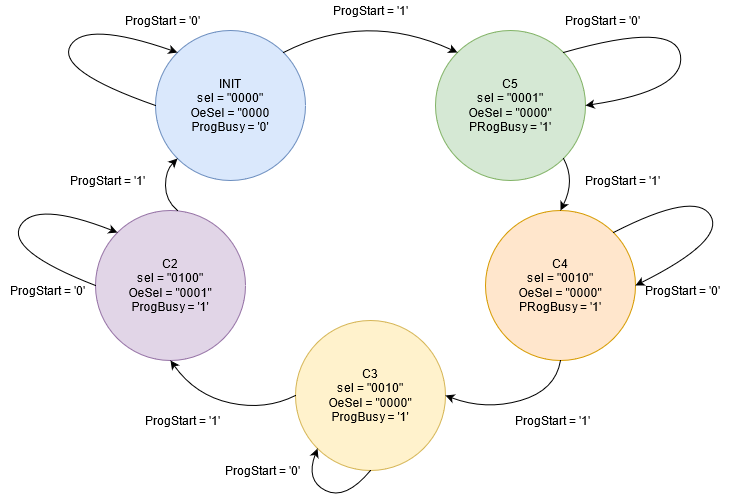 ProgStart = '1'
ProgStart = '0'
ProgStart = '0'
INIT
sel = "0000"
OeSel = "0000
ProgBusy = '0'
C5
sel = "0001"
OeSel = "0000"
PRogBusy = '1'
ProgStart = '1'
ProgStart = '1'
C2
sel = "0100"
OeSel = "0001"
ProgBusy = '1'
C4
sel = "0010"
OeSel = "0000"
PRogBusy = '1'
ProgStart = '0'
ProgStart = '0'
C3
sel = "0010"
OeSel = "0000"
ProgBusy = '1'
ProgStart = '1'
ProgStart = '1'
ProgStart = '0'